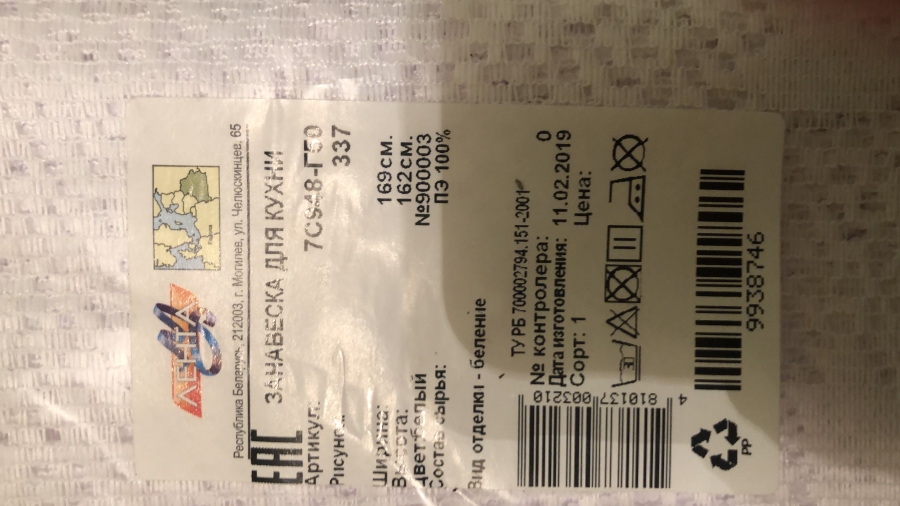 ЛЕНТА
Республика Беларусь, 212003, г. Могилев, ул. Челюскинцев, 65
EAC
ЗАНАВЕСКА ДЛЯ КУХНИ
Артикул: 7С948-Г50
Рисунок: 337
Ширина: 169см.
Высота: 162см.
Цвет:белый №900003
Состав сырья: ПЭ 100%
Вид отделки - беление
ТУ РБ 700002794.151-2001
№ контролера: 0
Дата изготовления: 11.02.2019
Сорт: 1 Цена:
4 810137 003210
9938746
PP